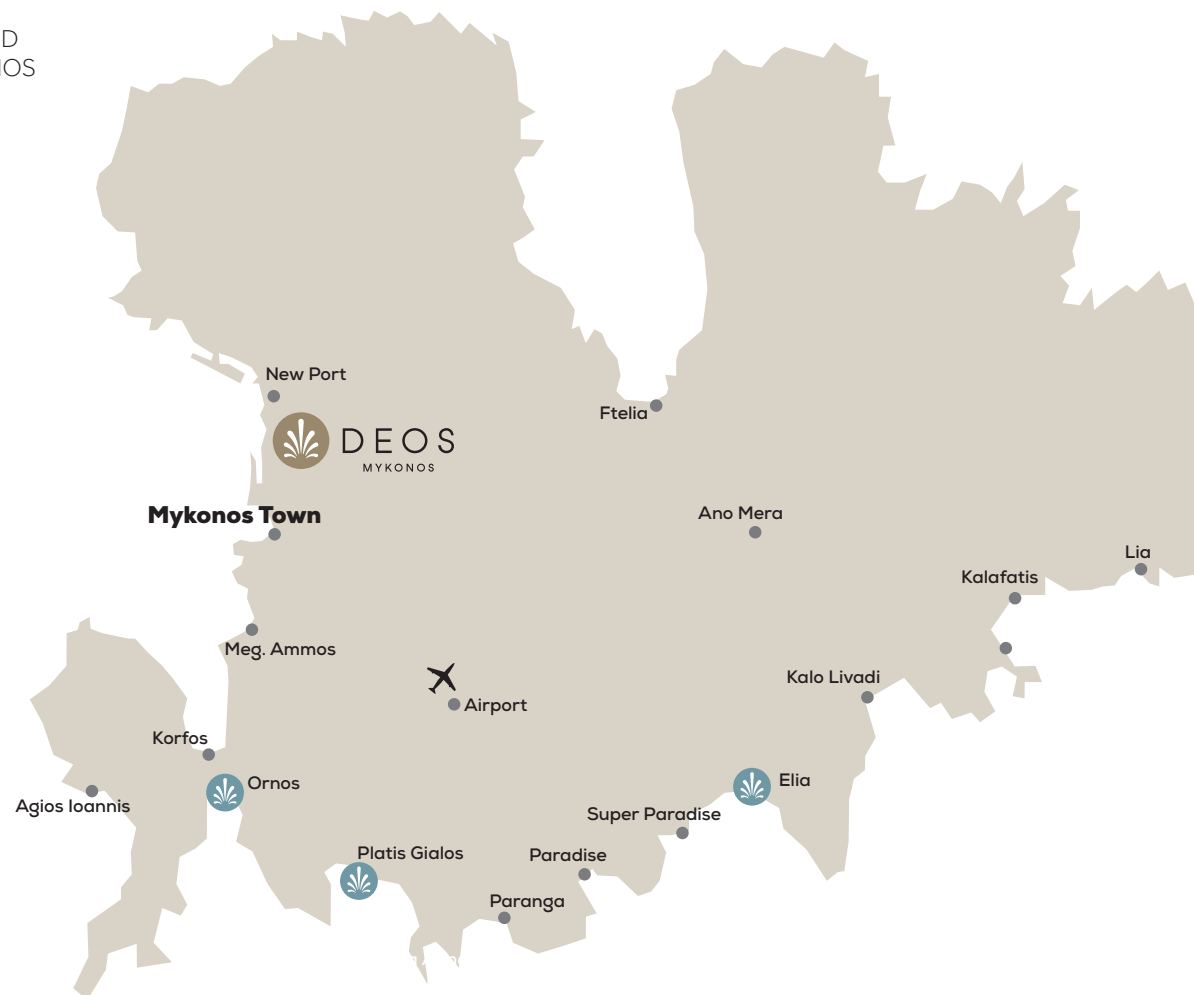 D
IOS
New Port
Ftelia
DEOS
MYKONOS
Mykonos Town
Ano Mera
Lia
Kalafatis
Meg. Ammos
Kalo Livadi
Airport
Korfos
Elia
Ornos
Agios Ioannis
Super Paradise
Platis Gialos
Paradise
Paranga